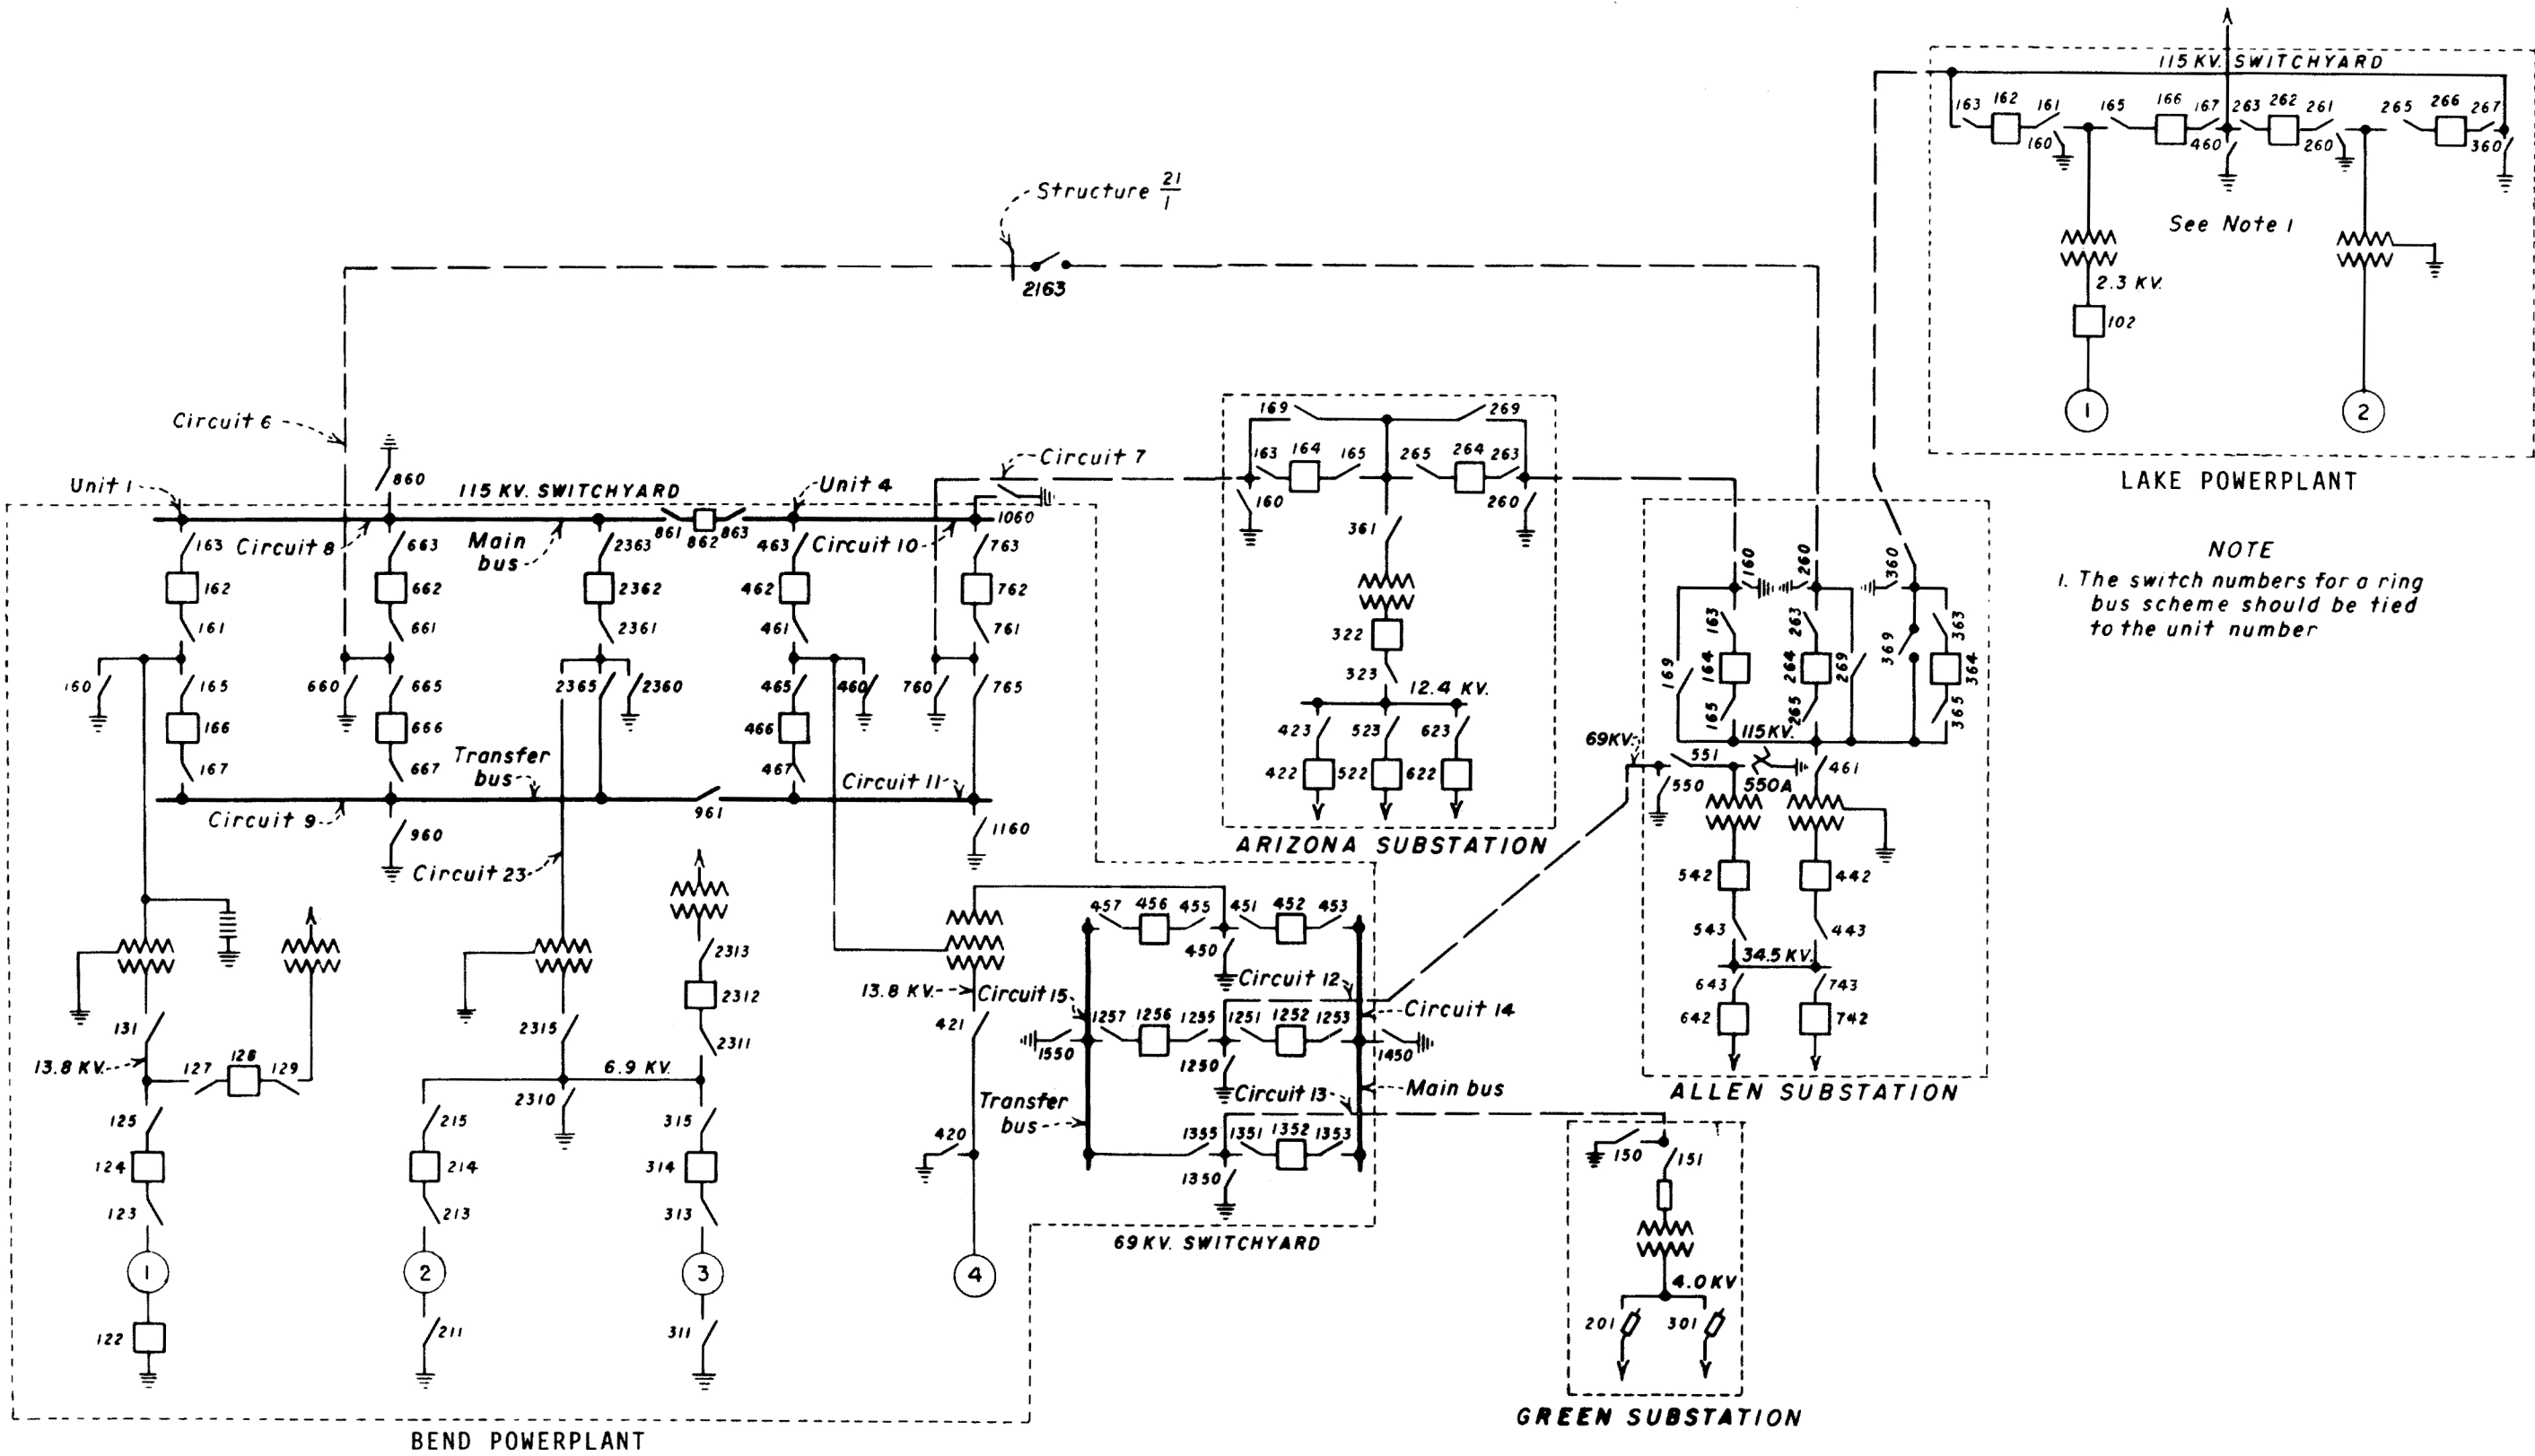 115 KV. SWITCHYARD
163 162 161 165 166 167 263 262 261 265 266 267
160 460 260 360
See Note 1
2.3 KV.
102
1 2
LAKE POWERPLANT
NOTE
1. The switch numbers for a ring
bus scheme should be tied
to the unit number
Structure 21/1
2163
Circuit 6
Circuit 7
Unit 1
860
115 KV. SWITCHYARD
Unit 4
1060
861 862 863
163 Circuit 8 663 Main bus 2363 463 Circuit 10 763
162 662 2362 462 762
161 661 2361 461 761
160 165 660 665 2365 2360 465 460 760 765
166 666 466
167 667 Transfer bus 467 Circuit 11
Circuit 9
961
960 1160
Circuit 23
131
13.8 KV.
127 128 129
125
124
123
1
122
2313
2312
2311
2315
6.9 KV.
2310
215 315
214 314
213 313
2 3
211 311
13.8 KV.
421
420
4
457 456 455 451 452 453
450
Circuit 12
Circuit 15
Circuit 14
1257 1256 1255 1251 1252 1253
1550 1250 1450
Circuit 13
Main bus
Transfer
bus
1355 1351 1352 1353
1350
69 KV. SWITCHYARD
BEND POWERPLANT
169 269
163 164 165 265 264 263
160 260
361
322
323
12.4 KV.
423 523 623
422 522 622
ARIZONA SUBSTATION
160 260 360
163 263 369 363
169 164 264 269 364
165 265 365
115 KV.
69 KV.
551 461
550 550A
542 442
543 443
34.5 KV.
643 743
642 742
ALLEN SUBSTATION
150 151
4.0 KV
201 301
GREEN SUBSTATION